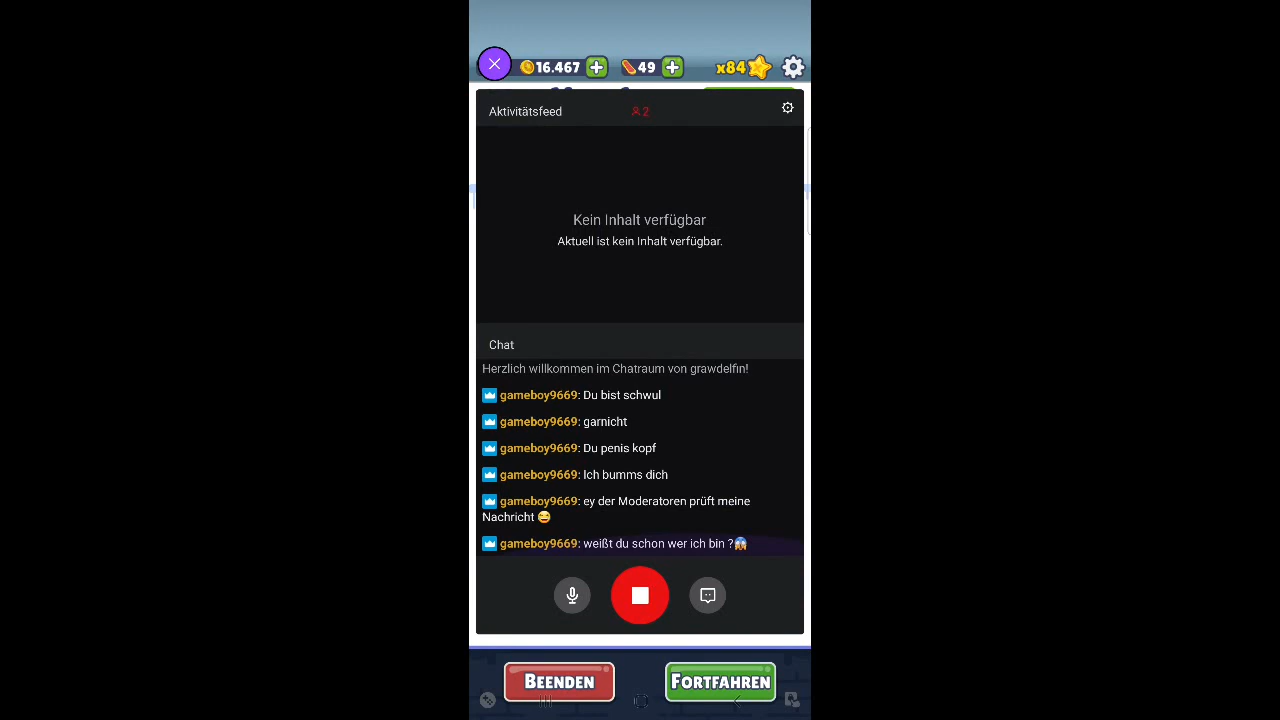 16.467 49 x84
Aktivitätsfeed 2
Kein Inhalt verfügbar
Aktuell ist kein Inhalt verfügbar.
Chat
Herzlich willkommen im Chatraum von grawdelfin!
gameboy9669: Du bist schwul
gameboy9669: garnicht
gameboy9669: Du penis kopf
gameboy9669: Ich bumms dich
gameboy9669: ey der Moderatoren prüft meine
Nachricht 😂
gameboy9669: weißt du schon wer ich bin ?😱
BEENDEN FORTFAHREN